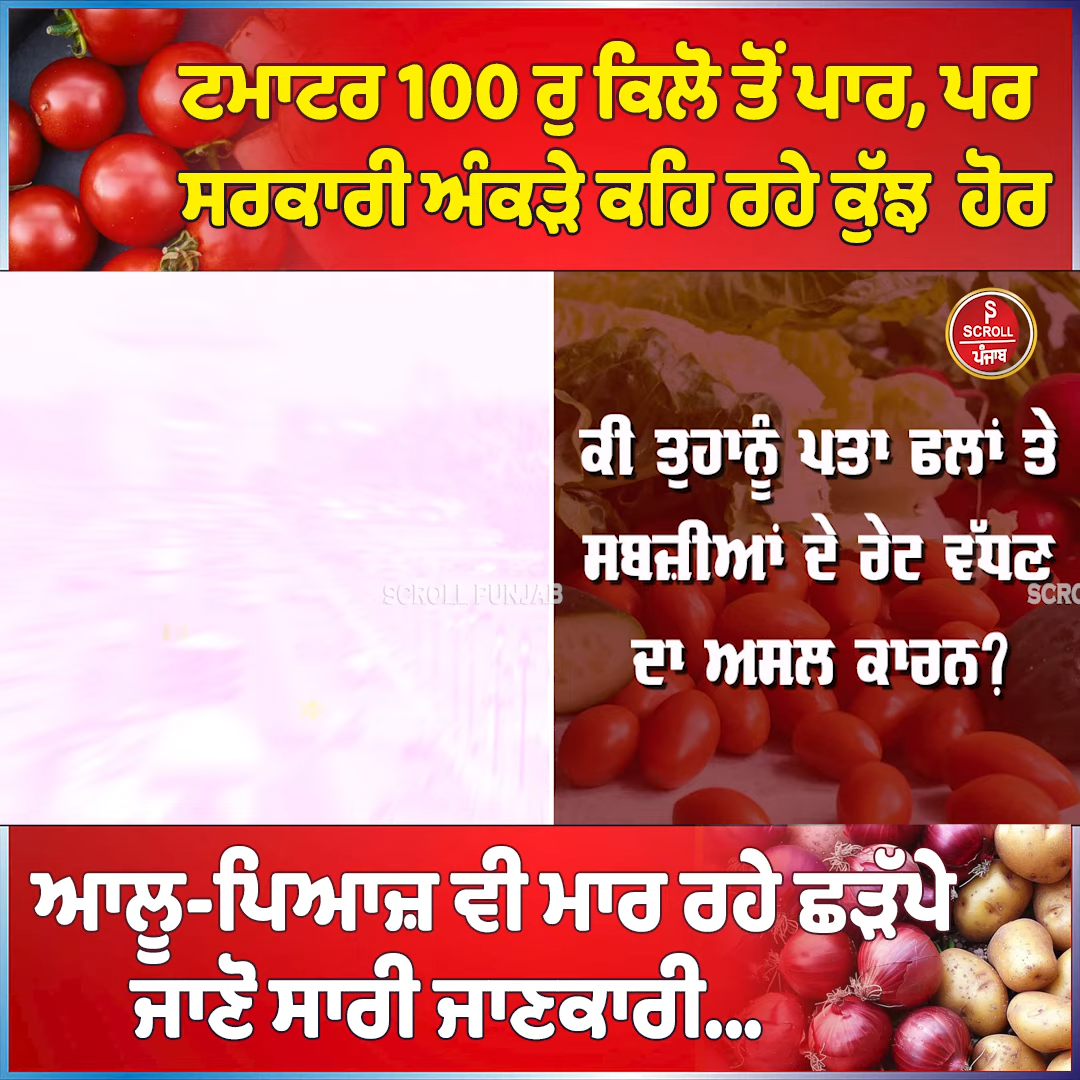 ਟਮਾਟਰ 100 ਰੁ ਕਿਲੋ ਤੋਂ ਪਾਰ, ਪਰ
ਸਰਕਾਰੀ ਅੰਕੜੇ ਕਹਿ ਰਹੇ ਕੁੱਝ ਹੋਰ
S
SCROLL
ਪੰਜਾਬ
ਕੀ ਤੁਹਾਨੂੰ ਪਤਾ ਫਲਾਂ ਤੇ
ਸਬਜ਼ੀਆਂ ਦੇ ਰੇਟ ਵੱਧਣ
SCROLL PUNJAB
SCRO
ਦਾ ਅਸਲ ਕਾਰਨ?
ਆਲੂ-ਪਿਆਜ਼ ਵੀ ਮਾਰ ਰਹੇ ਛੜੱਪੇ
ਜਾਣੋ ਸਾਰੀ ਜਾਣਕਾਰੀ...